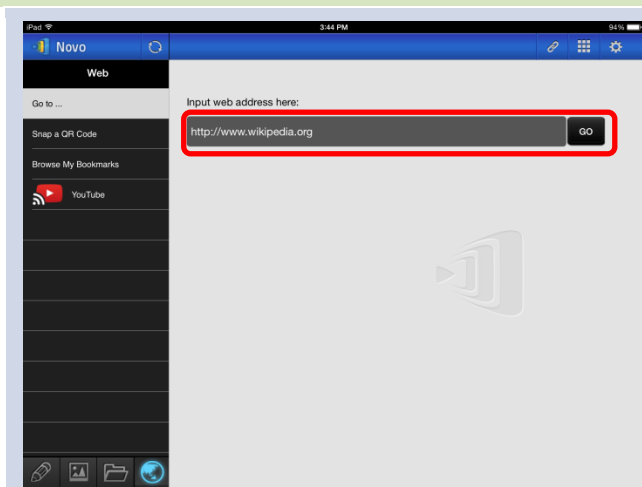 iPad 3:44 PM 94%
Novo
Web
Go to ...
Snap a QR Code
Browse My Bookmarks
YouTube
Input web address here:
http://www.wikipedia.org GO